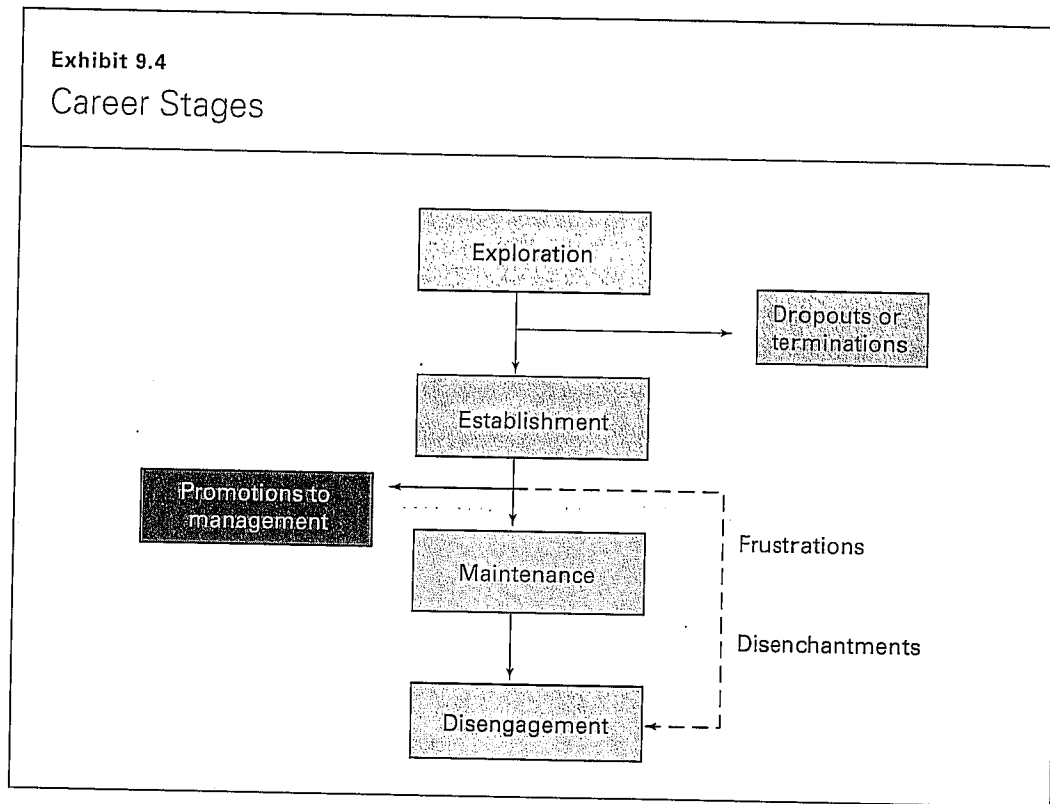 Exhibit 9.4
Career Stages
Exploration
Dropouts or
terminations
Establishment
Promotions to
management
Frustrations
Maintenance
Disenchantments
Disengagement